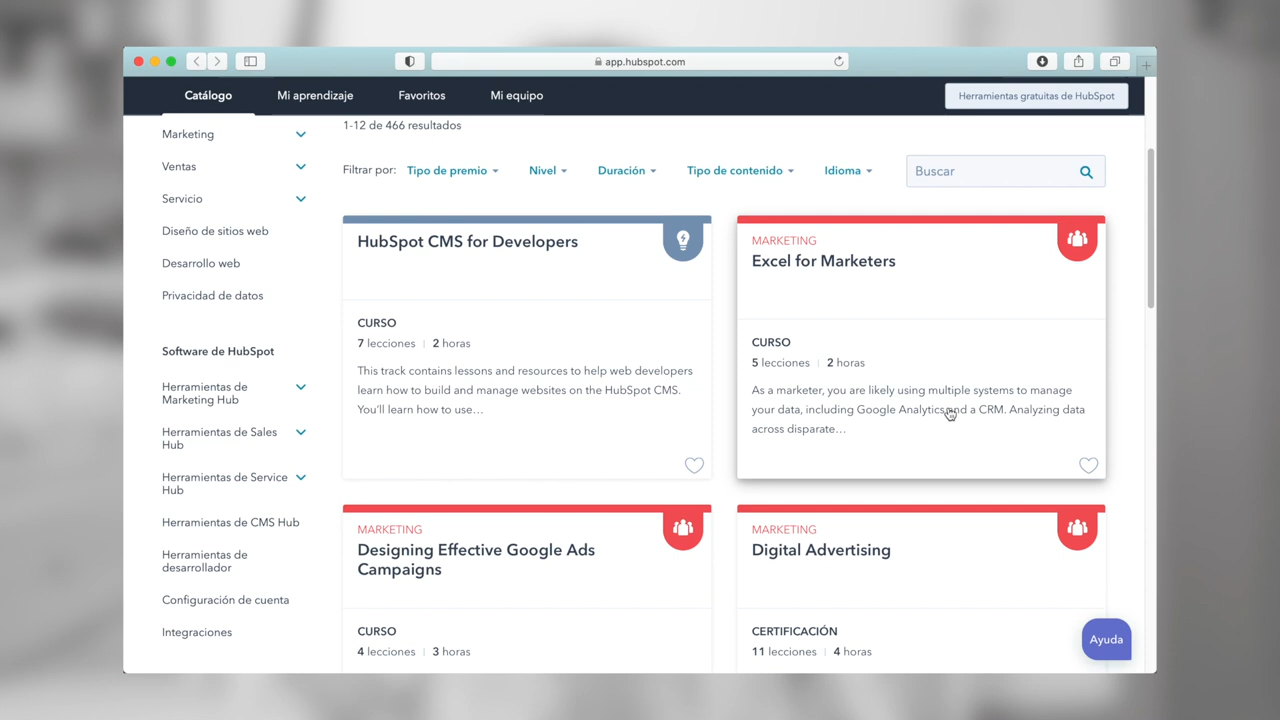 app.hubspot.com
Catálogo
Mi aprendizaje
Favoritos
Mi equipo
Herramientas gratuitas de HubSpot
Marketing
Ventas
Servicio
Diseño de sitios web
Desarrollo web
Privacidad de datos
Software de HubSpot
Herramientas de
Marketing Hub
Herramientas de Sales
Hub
Herramientas de Service
Hub
Herramientas de CMS Hub
Herramientas de
desarrollador
Configuración de cuenta
Integraciones
1-12 de 466 resultados
Filtrar por:
Tipo de premio
Nivel
Duración
Tipo de contenido
Idioma
Buscar
HubSpot CMS for Developers
CURSO
7 lecciones | 2 horas
This track contains lessons and resources to help web developers
learn how to build and manage websites on the HubSpot CMS.
You'll learn how to use…
MARKETING
Excel for Marketers
CURSO
5 lecciones | 2 horas
As a marketer, you are likely using multiple systems to manage
your data, including Google Analytics and a CRM. Analyzing data
across disparate…
MARKETING
Designing Effective Google Ads
Campaigns
CURSO
4 lecciones | 3 horas
MARKETING
Digital Advertising
CERTIFICACIÓN
11 lecciones | 4 horas
Ayuda